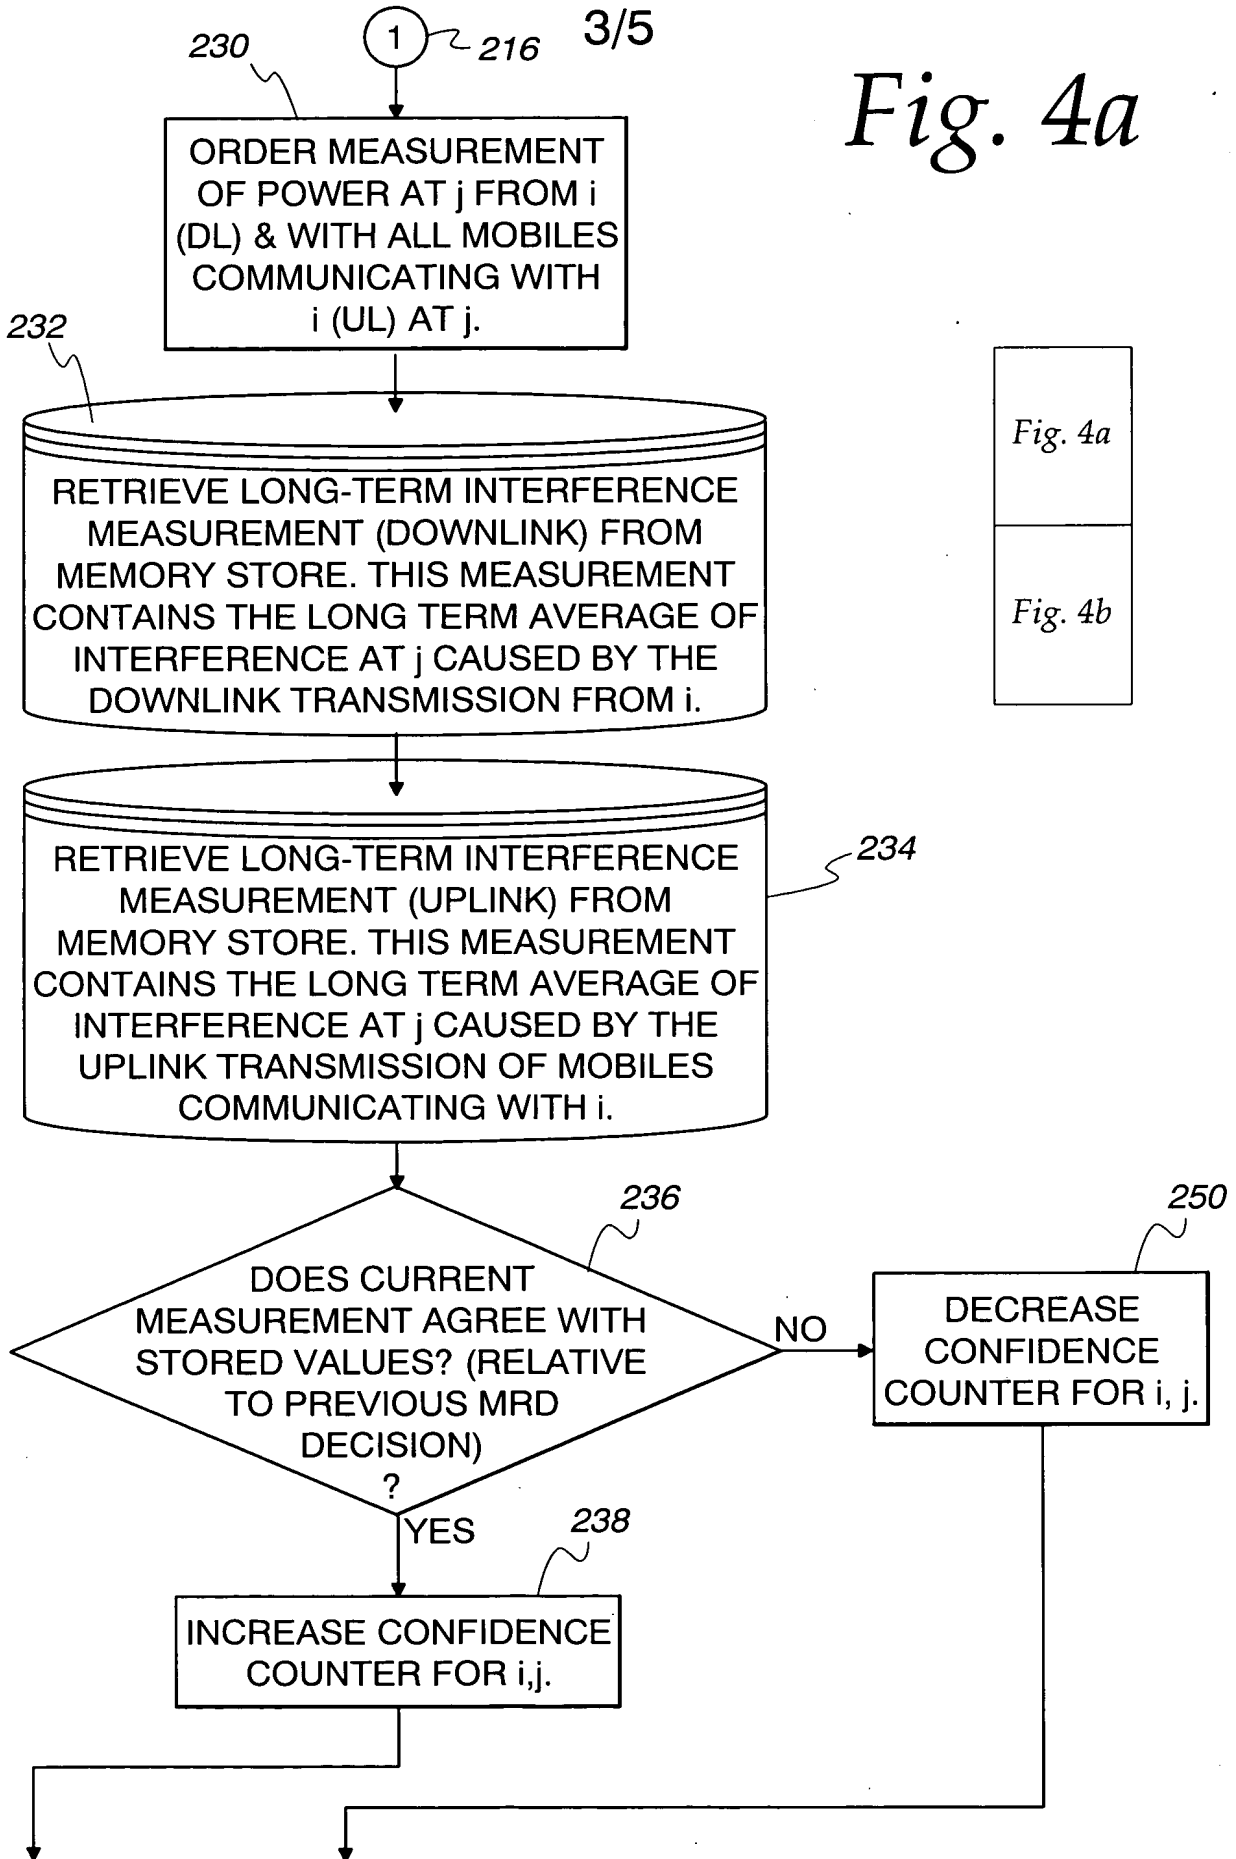 3/5
1
216
230
Fig. 4a
ORDER MEASUREMENT
OF POWER AT j FROM i
(DL) & WITH ALL MOBILES
COMMUNICATING WITH
i (UL) AT j.
232
RETRIEVE LONG-TERM INTERFERENCE
MEASUREMENT (DOWNLINK) FROM
MEMORY STORE. THIS MEASUREMENT
CONTAINS THE LONG TERM AVERAGE OF
INTERFERENCE AT j CAUSED BY THE
DOWNLINK TRANSMISSION FROM i.
Fig. 4a
Fig. 4b
234
RETRIEVE LONG-TERM INTERFERENCE
MEASUREMENT (UPLINK) FROM
MEMORY STORE. THIS MEASUREMENT
CONTAINS THE LONG TERM AVERAGE OF
INTERFERENCE AT j CAUSED BY THE
UPLINK TRANSMISSION OF MOBILES
COMMUNICATING WITH i.
236
DOES CURRENT
MEASUREMENT AGREE WITH
STORED VALUES? (RELATIVE
TO PREVIOUS MRD
DECISION)
?
NO
250
DECREASE
CONFIDENCE
COUNTER FOR i, j.
YES
238
INCREASE CONFIDENCE
COUNTER FOR i,j.